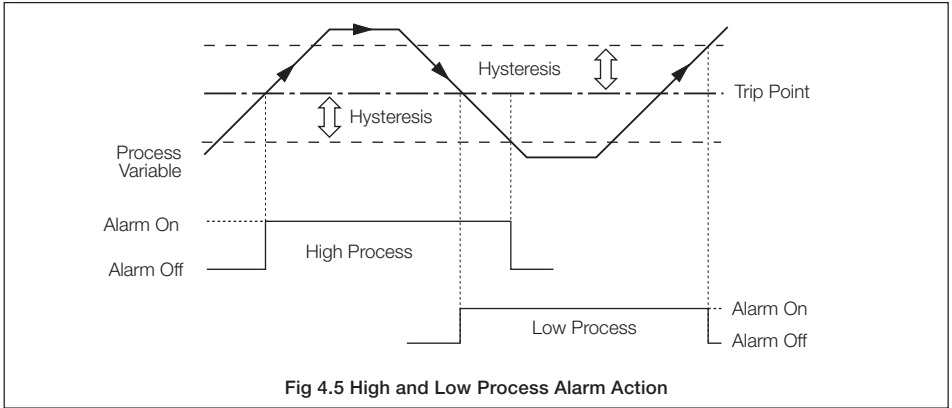 Hysteresis
Trip Point
Hysteresis
Process
Variable
Alarm On
High Process
Alarm Off
Alarm On
Low Process
Alarm Off
Fig 4.5 High and Low Process Alarm Action